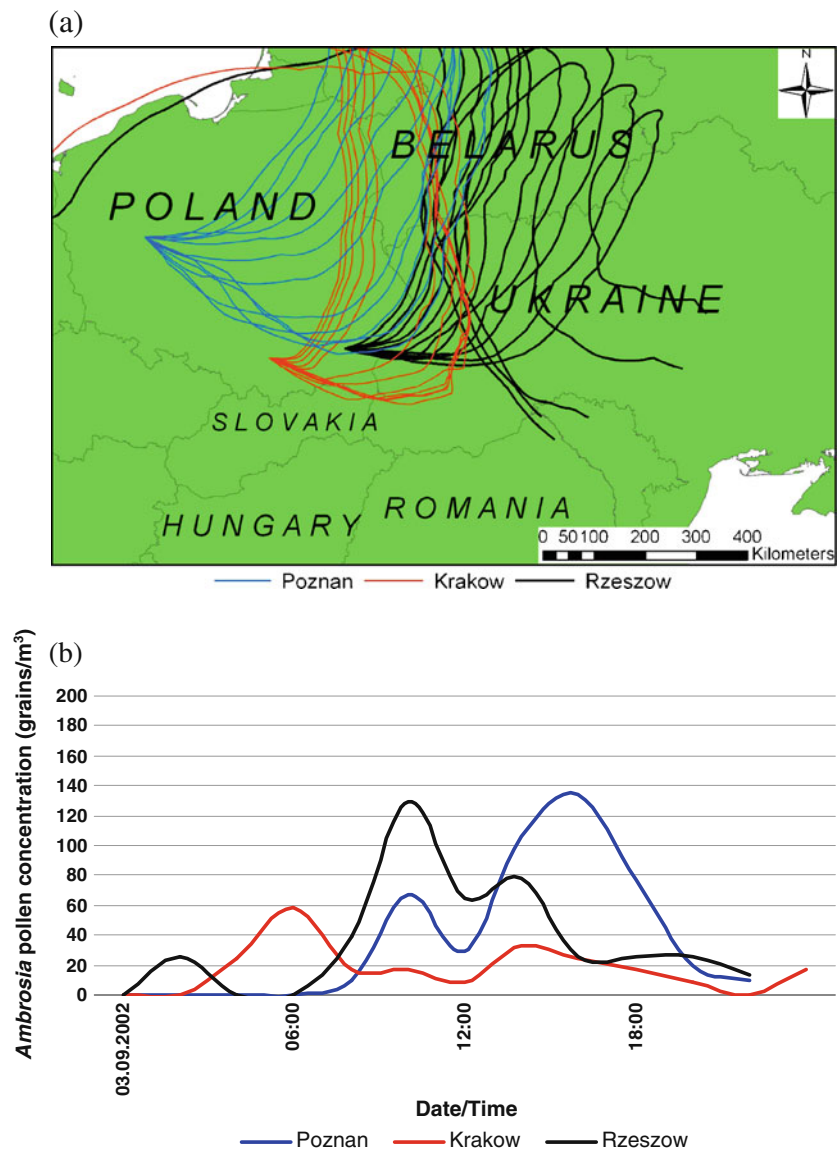 (a)
N
BELARUS
POLAND
UKRAINE
SLOVAKIA
HUNGARY
ROMANIA
0 50 100 200 300 400
Kilometers
Poznan Krakow Rzeszow
(b)
Ambrosia pollen concentration (grains/m³)
200
180
160
140
120
100
80
60
40
20
0
03.09.2002 06:00 12:00 18:00
Date/Time
Poznan Krakow Rzeszow